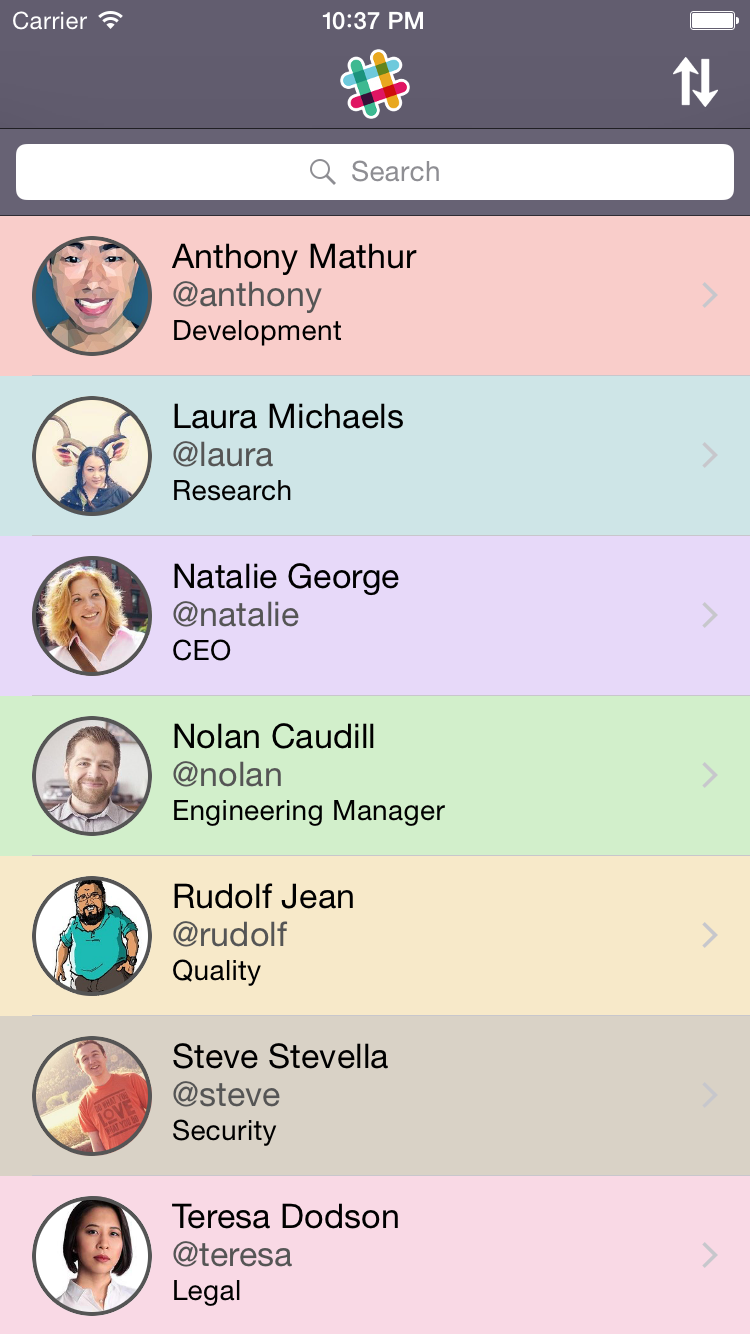 Carrier 10:37 PM
Search
Anthony Mathur
@anthony
Development
Laura Michaels
@laura
Research
Natalie George
@natalie
CEO
Nolan Caudill
@nolan
Engineering Manager
Rudolf Jean
@rudolf
Quality
Steve Stevella
@steve
Security
Teresa Dodson
@teresa
Legal